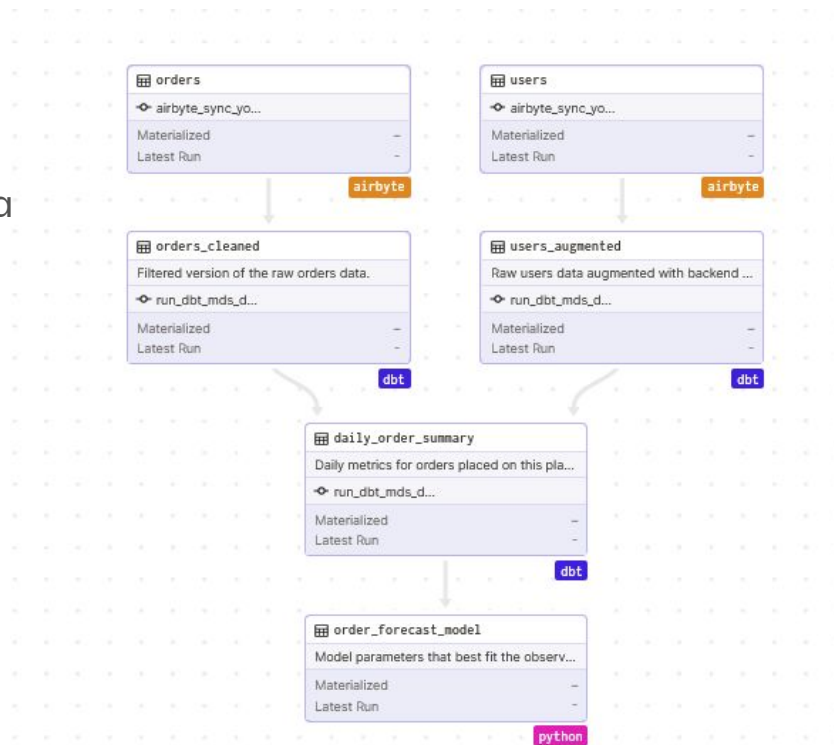 orders
airbyte_sync_yo...
Materialized –
Latest Run -
airbyte
users
airbyte_sync_yo...
Materialized –
Latest Run -
airbyte
a
orders_cleaned
Filtered version of the raw orders data.
run_dbt_mds_d...
Materialized –
Latest Run -
dbt
users_augmented
Raw users data augmented with backend ...
run_dbt_mds_d...
Materialized –
Latest Run -
dbt
daily_order_summary
Daily metrics for orders placed on this pla...
run_dbt_mds_d...
Materialized –
Latest Run -
dbt
order_forecast_model
Model parameters that best fit the observ...
Materialized –
Latest Run -
python